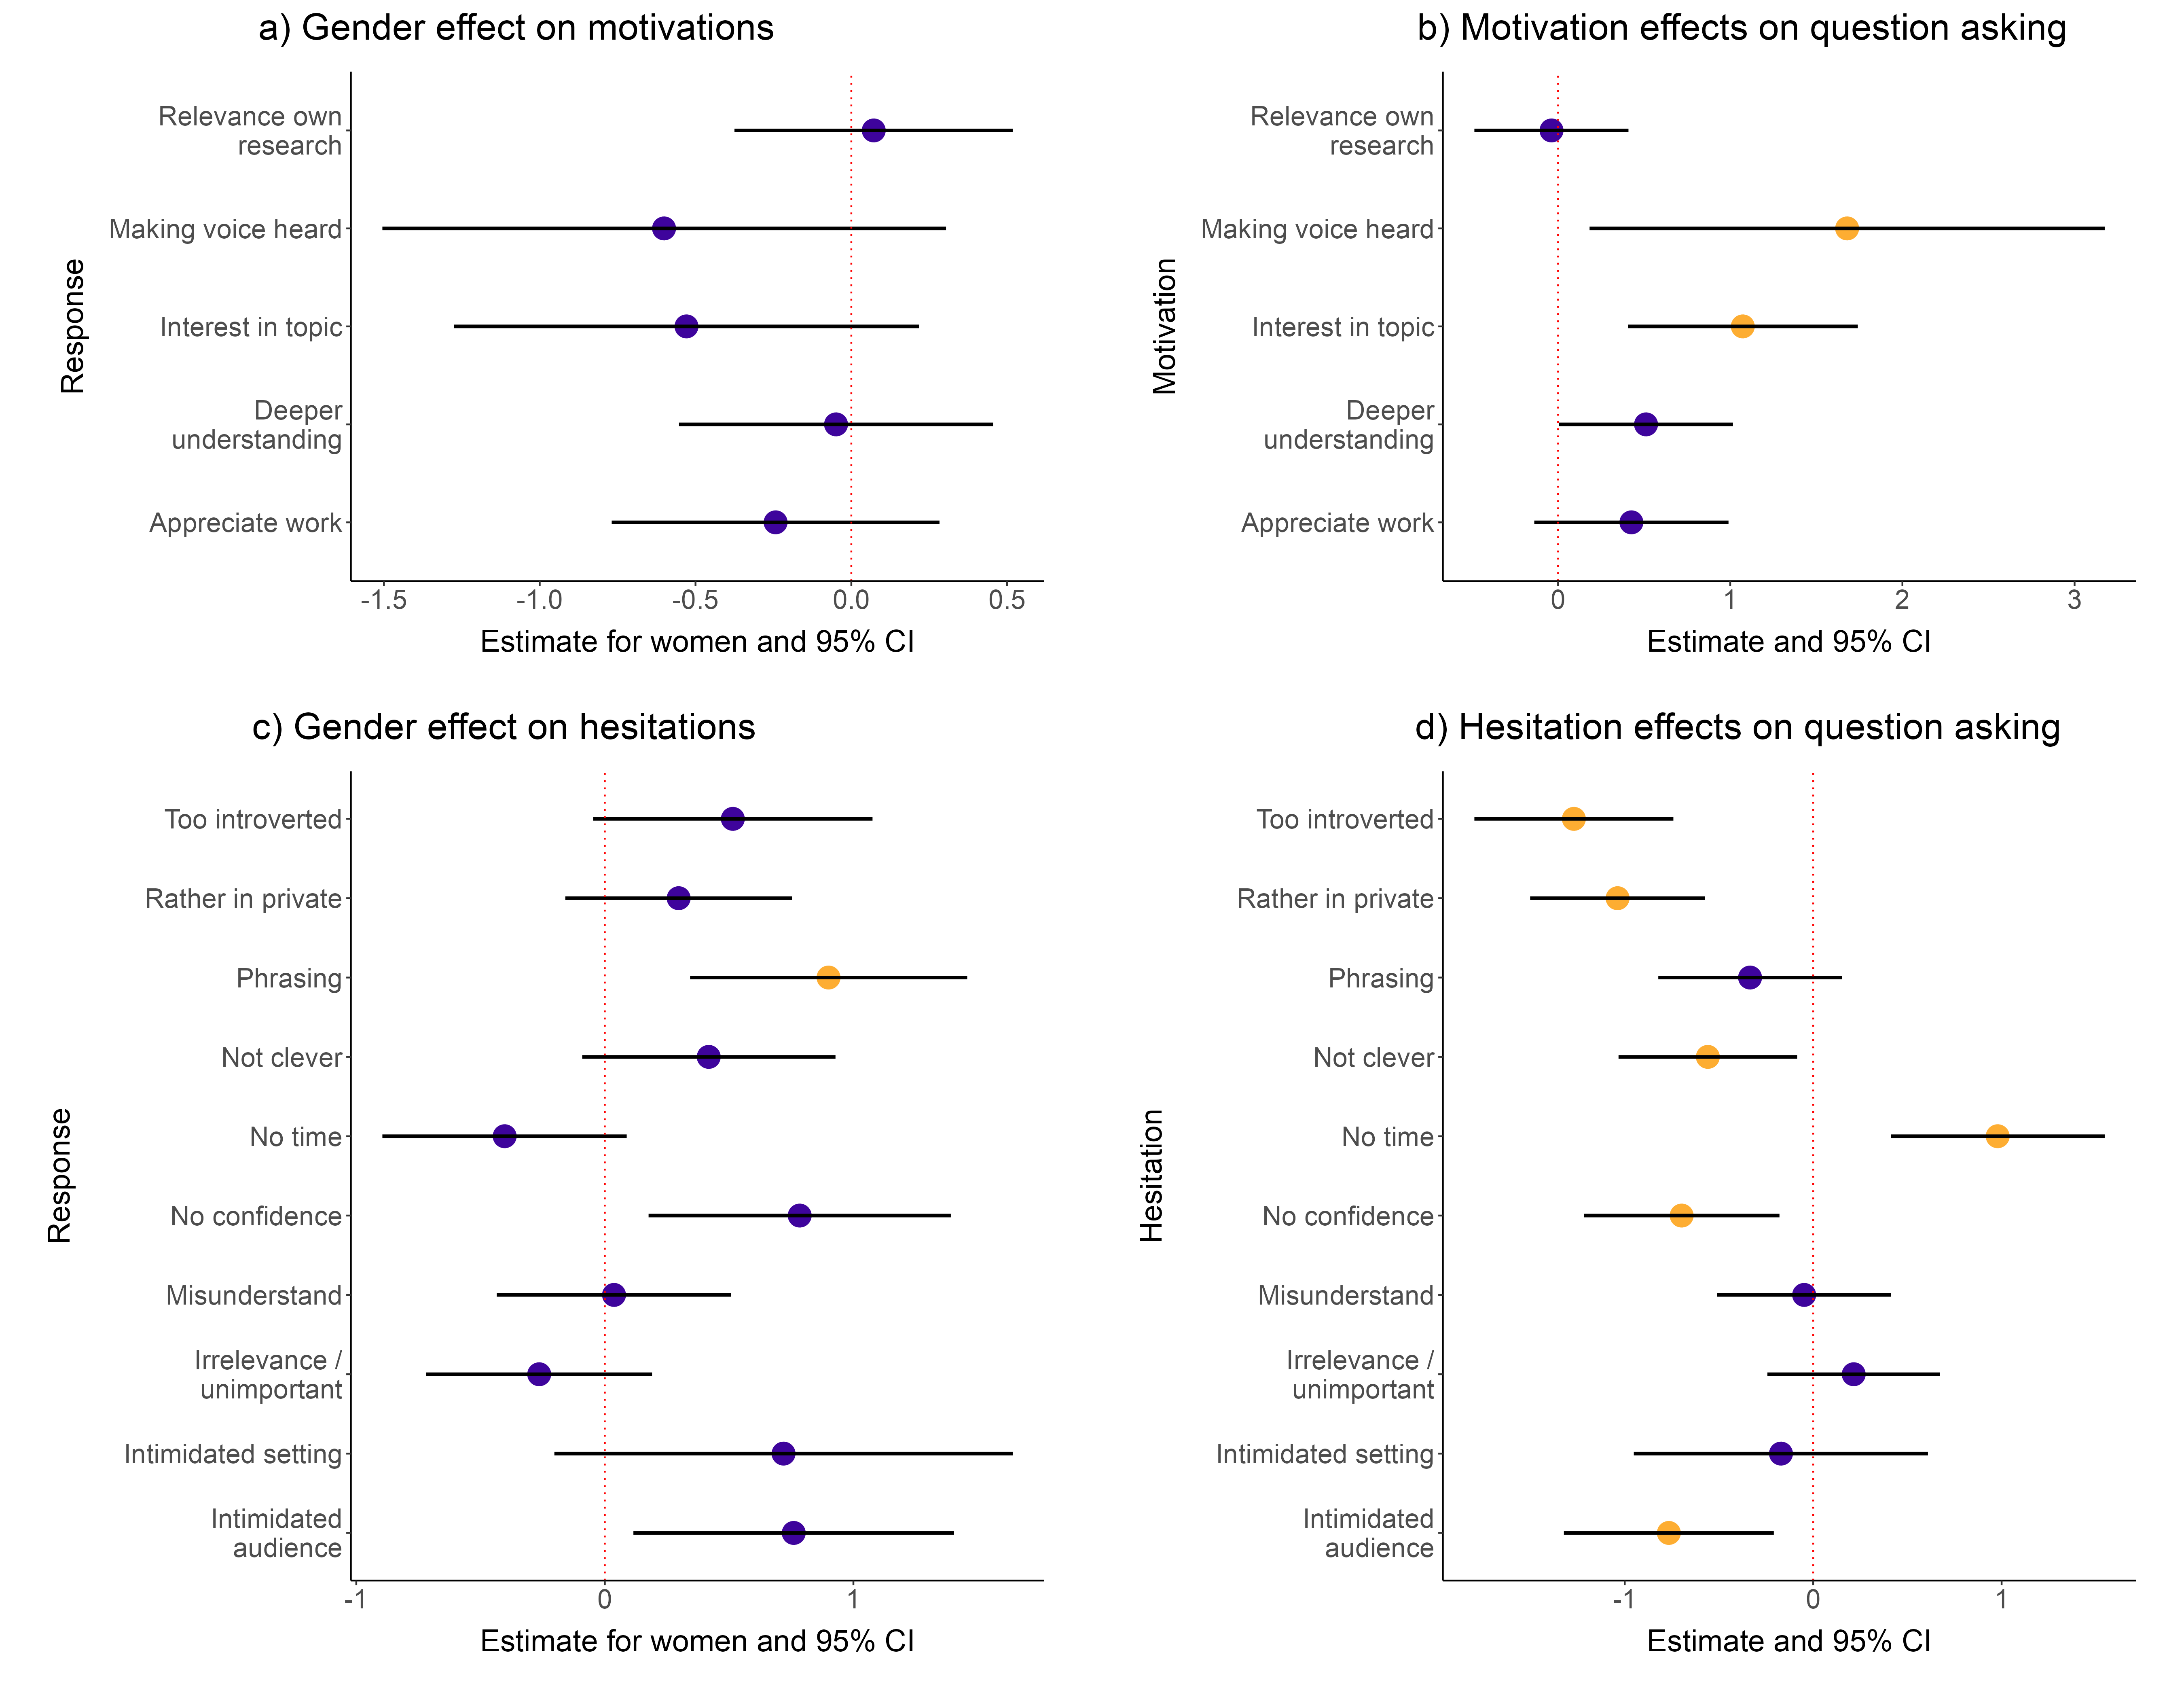 a) Gender effect on motivations
Response
Relevance own
research
Making voice heard
Interest in topic
Deeper
understanding
Appreciate work
-1.5 -1.0 -0.5 0.0 0.5
Estimate for women and 95% CI
b) Motivation effects on question asking
Motivation
Relevance own
research
Making voice heard
Interest in topic
Deeper
understanding
Appreciate work
0 1 2 3
Estimate and 95% CI
c) Gender effect on hesitations
Response
Too introverted
Rather in private
Phrasing
Not clever
No time
No confidence
Misunderstand
Irrelevance /
unimportant
Intimidated setting
Intimidated
audience
-1 0 1
Estimate for women and 95% CI
d) Hesitation effects on question asking
Hesitation
Too introverted
Rather in private
Phrasing
Not clever
No time
No confidence
Misunderstand
Irrelevance /
unimportant
Intimidated setting
Intimidated
audience
-1 0 1
Estimate and 95% CI